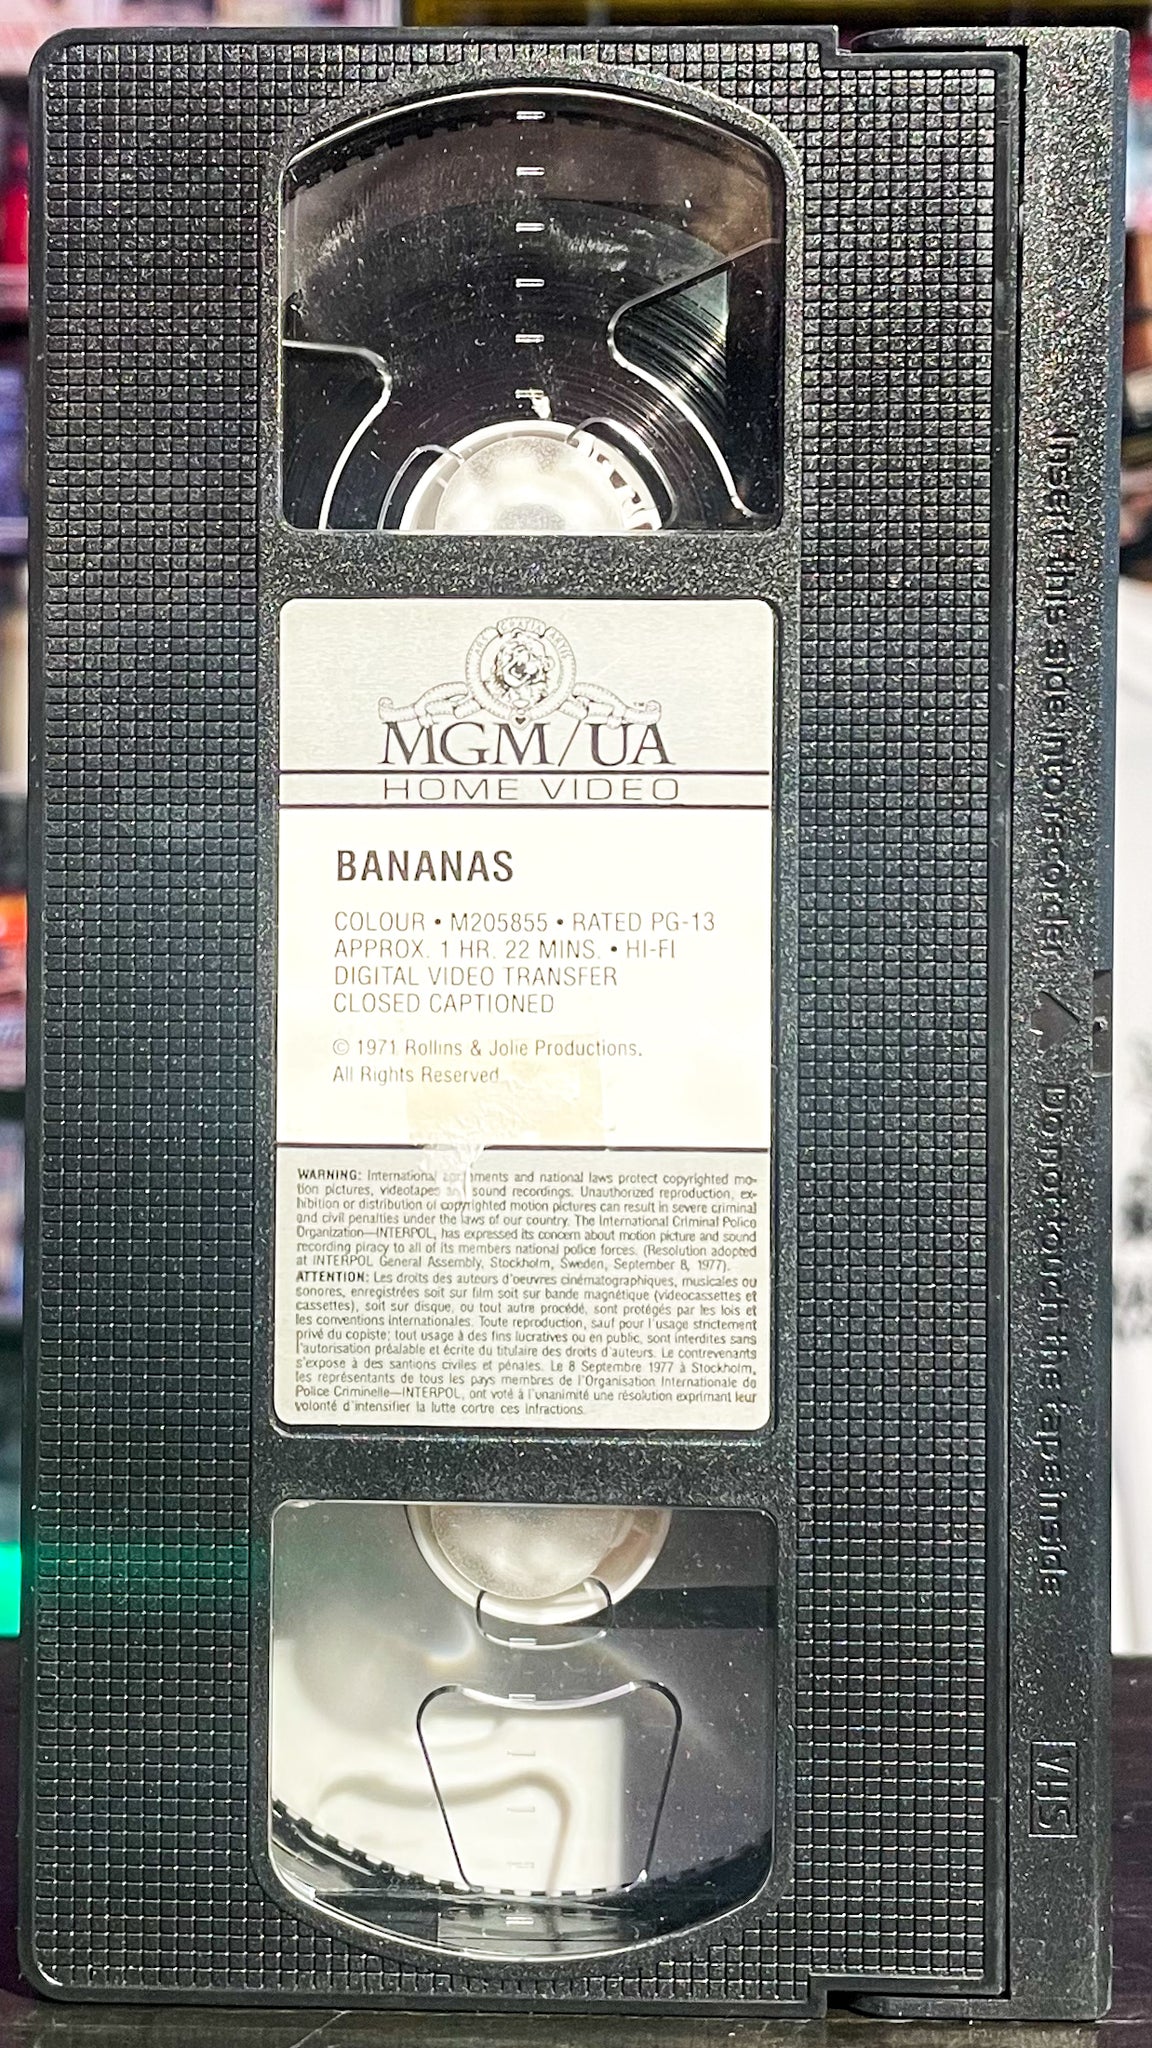 ARS GRATIA ARTIS
MGM/UA
HOME VIDEO
BANANAS
COLOUR • M205855 • RATED PG-13
APPROX. 1 HR. 22 MINS. • HI-FI
DIGITAL VIDEO TRANSFER
CLOSED CAPTIONED
© 1971 Rollins & Jolie Productions.
All Rights Reserved
WARNING: International agreements and national laws protect copyrighted mo-
tion pictures, videotapes and sound recordings. Unauthorized reproduction, ex-
hibition or distribution of copyrighted motion pictures can result in severe criminal
and civil penalties under the laws of our country. The International Criminal Police
Organization—INTERPOL, has expressed its concern about motion picture and sound
recording piracy to all of its members national police forces. (Resolution adopted
at INTERPOL General Assembly, Stockholm, Sweden, September 8, 1977).
ATTENTION: Les droits des auteurs d'oeuvres cinématographiques, musicales ou
sonores, enregistrées soit sur film soit sur bande magnétique (videocassettes et
cassettes), soit sur disque, ou tout autre procédé, sont protégés par les lois et
les conventions internationales. Toute reproduction, sauf pour l'usage strictement
privé du copiste; tout usage à des fins lucratives ou en public, sont interdites sans
l'autorisation préalable et écrite du titulaire des droits d'auteurs. Le contrevenants
s'expose à des santions civiles et pénales. Le 8 Septembre 1977 à Stockholm,
les représentants de tous les pays membres de l'Organisation Internationale de
Police Criminelle—INTERPOL, ont voté à l'unanimité une résolution exprimant leur
volonté d'intensifier la lutte contre ces infractions.
Insert this side into recorder
Do not touch the tape inside
VHS